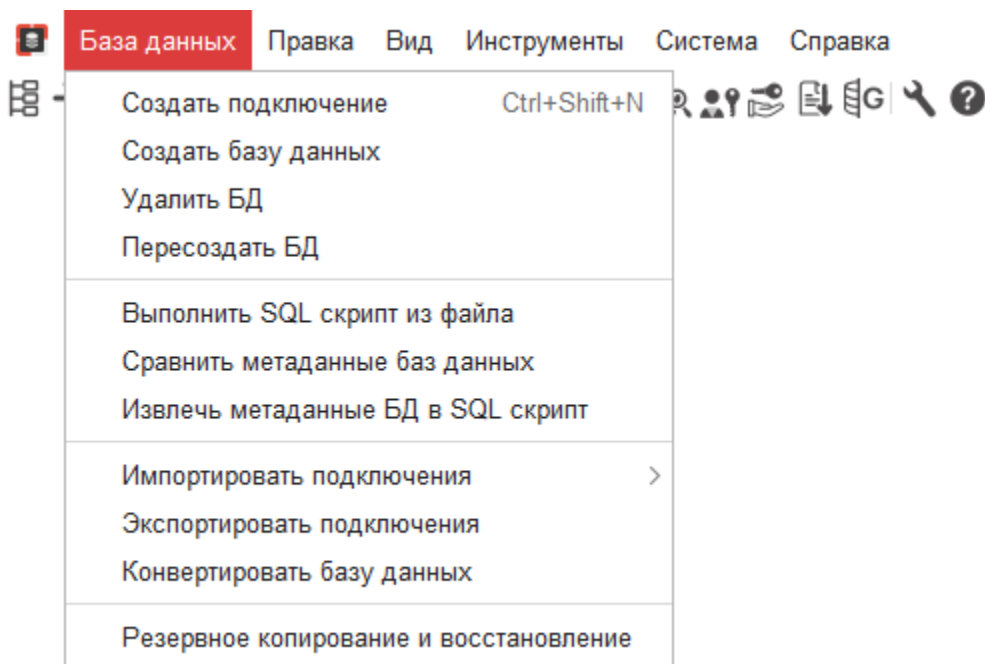 База данных Правка Вид Инструменты Система Справка
Создать подключение Ctrl+Shift+N
G
Создать базу данных
Удалить БД
Пересоздать БД
Выполнить SQL скрипт из файла
Сравнить метаданные баз данных
Извлечь метаданные БД в SQL скрипт
Импортировать подключения
Экспортировать подключения
Конвертировать базу данных
Резервное копирование и восстановление